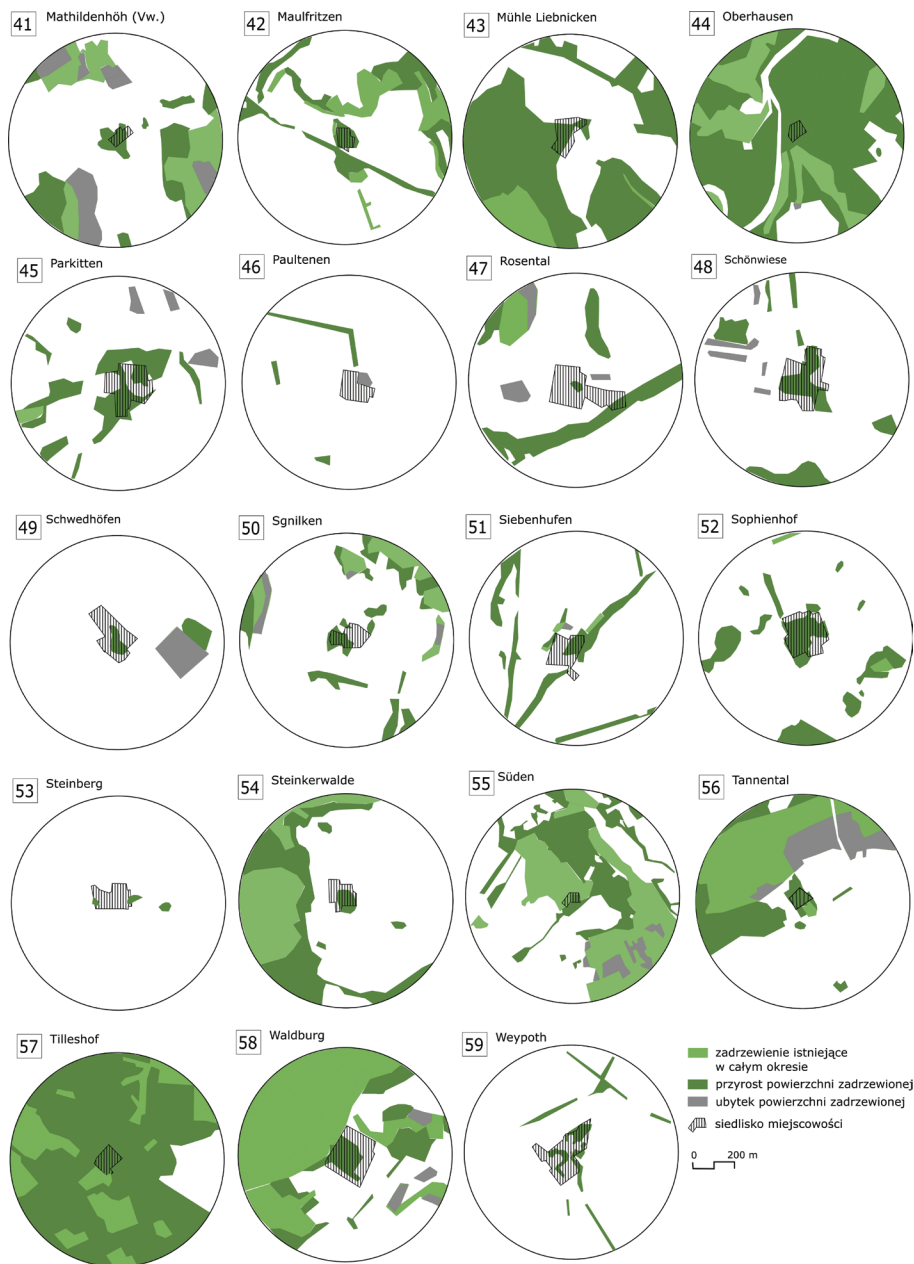 41 Mathildenhöh (Vw.)
42 Maulfritzen
43 Mühle Liebnicken
44 Oberhausen
45 Parkitten
46 Paultenen
47 Rosental
48 Schönwiese
49 Schwedhöfen
50 Sgnilken
51 Siebenhufen
52 Sophienhof
53 Steinberg
54 Steinkerwalde
55 Süden
56 Tannental
57 Tilleshof
58 Waldburg
59 Weypoth
zadrzewienie istniejące
w całym okresie
przyrost powierzchni zadrzewionej
ubytek powierzchni zadrzewionej
siedlisko miejscowości
0 200 m